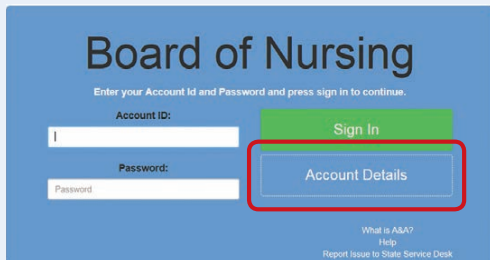 Board of Nursing
Enter your Account Id and Password and press sign in to continue.
Account ID:
Sign In
Password:
Password
Account Details
What is A&A?
Help
Report Issue to State Service Desk